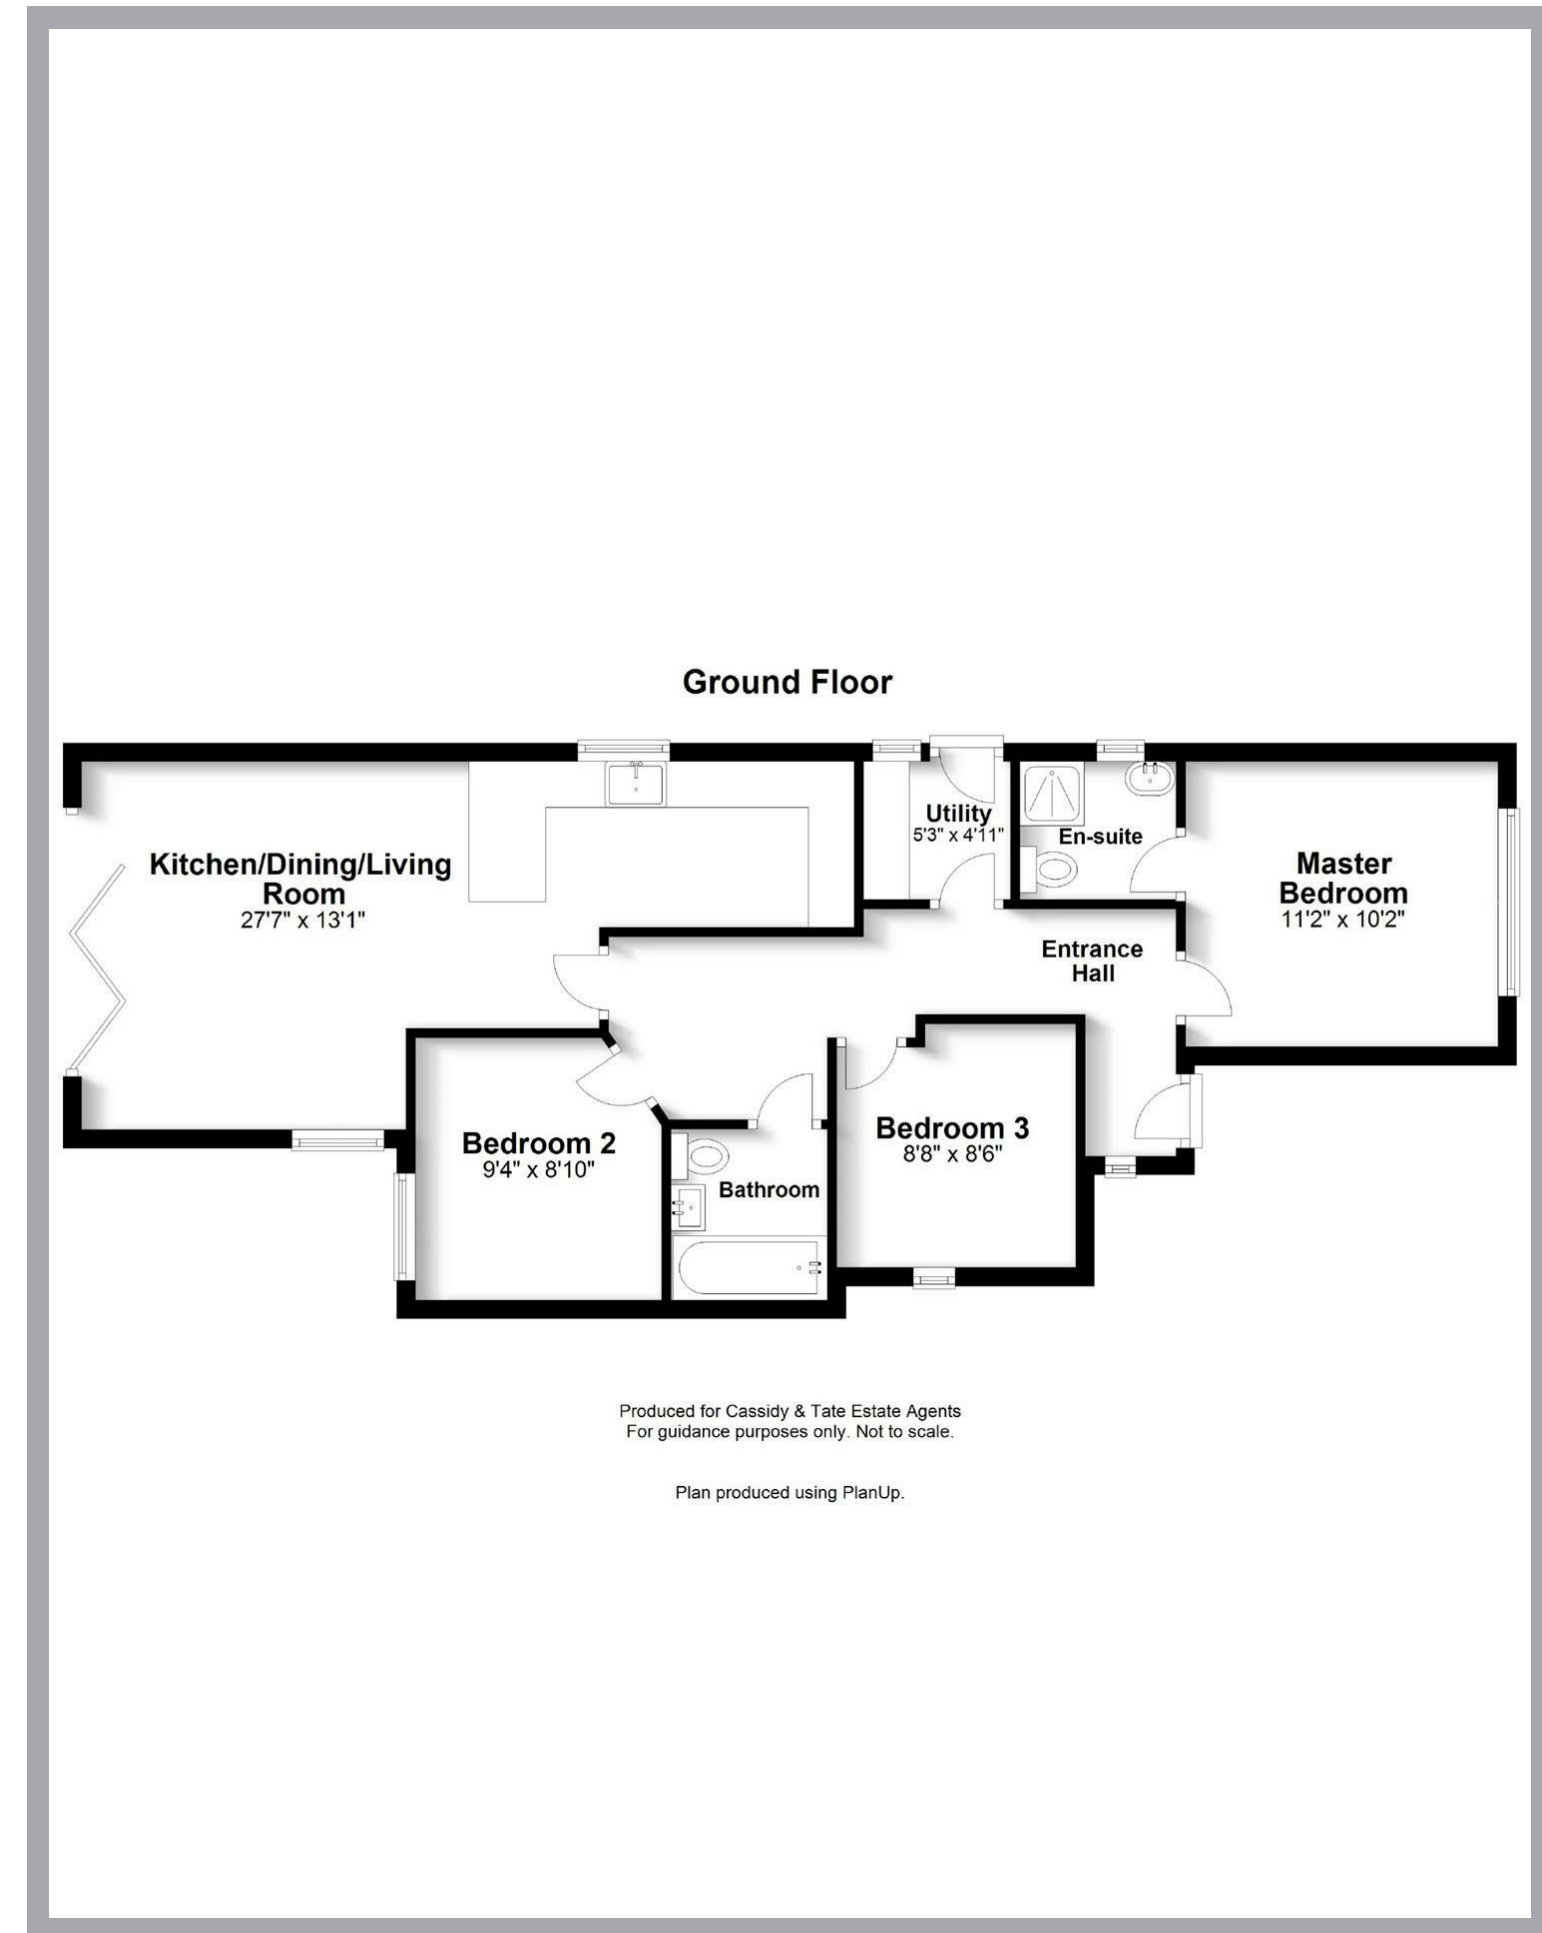 Ground Floor
Kitchen/Dining/Living
Room
27'7" x 13'1"
Utility
5'3" x 4'11"
En-suite
Master
Bedroom
11'2" x 10'2"
Entrance
Hall
Bedroom 2
9'4" x 8'10"
Bathroom
Bedroom 3
8'8" x 8'6"
Produced for Cassidy & Tate Estate Agents
For guidance purposes only. Not to scale.
Plan produced using PlanUp.